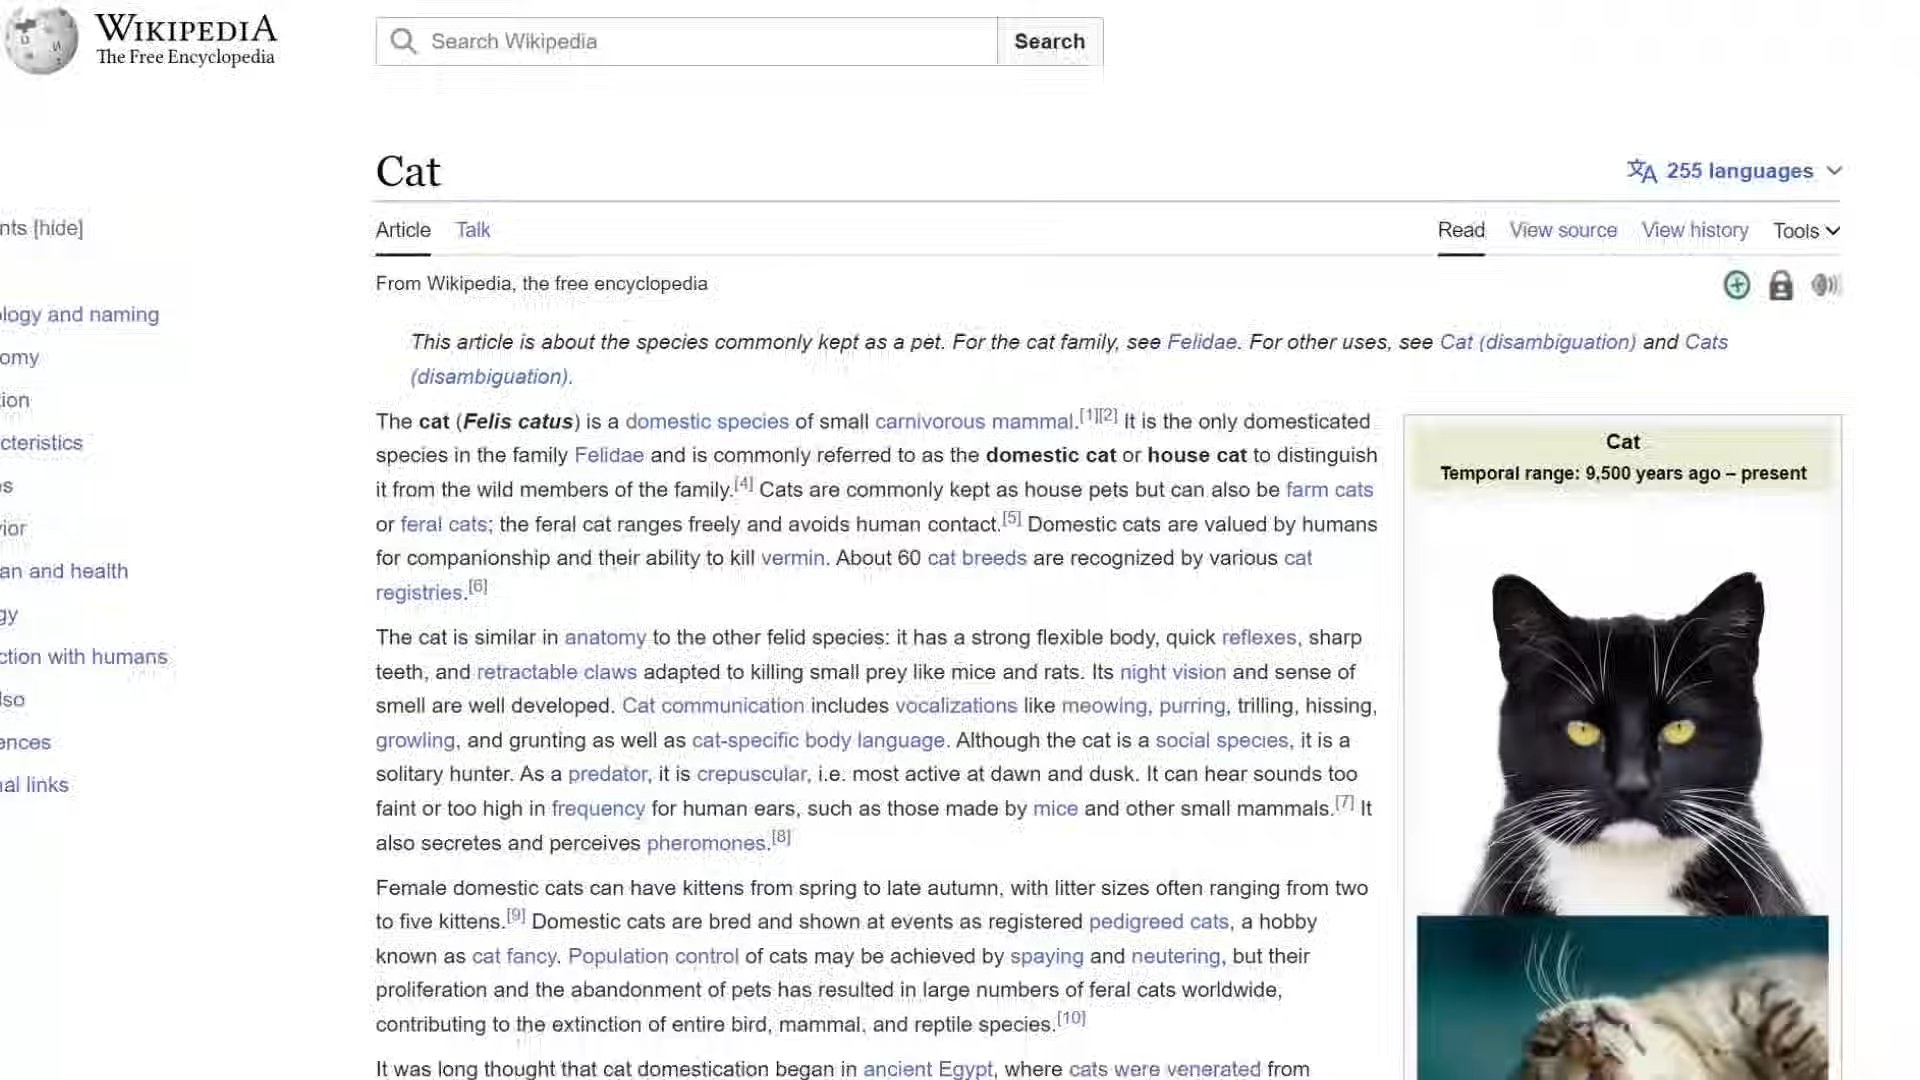 WIKIPEDIA
The Free Encyclopedia
Search Wikipedia
Search
Cat
255 languages
nts [hide]
ology and naming
omy
ion
cteristics
s
vior
an and health
gy
ction with humans
lso
ences
nal links
Article Talk
Read View source View history Tools
From Wikipedia, the free encyclopedia
This article is about the species commonly kept as a pet. For the cat family, see Felidae. For other uses, see Cat (disambiguation) and Cats
(disambiguation).
The cat (Felis catus) is a domestic species of small carnivorous mammal.[1][2] It is the only domesticated
species in the family Felidae and is commonly referred to as the domestic cat or house cat to distinguish
it from the wild members of the family.[4] Cats are commonly kept as house pets but can also be farm cats
or feral cats; the feral cat ranges freely and avoids human contact.[5] Domestic cats are valued by humans
for companionship and their ability to kill vermin. About 60 cat breeds are recognized by various cat
registries.[6]
The cat is similar in anatomy to the other felid species: it has a strong flexible body, quick reflexes, sharp
teeth, and retractable claws adapted to killing small prey like mice and rats. Its night vision and sense of
smell are well developed. Cat communication includes vocalizations like meowing, purring, trilling, hissing,
growling, and grunting as well as cat-specific body language. Although the cat is a social species, it is a
solitary hunter. As a predator, it is crepuscular, i.e. most active at dawn and dusk. It can hear sounds too
faint or too high in frequency for human ears, such as those made by mice and other small mammals.[7] It
also secretes and perceives pheromones.[8]
Female domestic cats can have kittens from spring to late autumn, with litter sizes often ranging from two
to five kittens.[9] Domestic cats are bred and shown at events as registered pedigreed cats, a hobby
known as cat fancy. Population control of cats may be achieved by spaying and neutering, but their
proliferation and the abandonment of pets has resulted in large numbers of feral cats worldwide,
contributing to the extinction of entire bird, mammal, and reptile species.[10]
It was long thought that cat domestication began in ancient Egypt, where cats were venerated from
Cat
Temporal range: 9,500 years ago – present